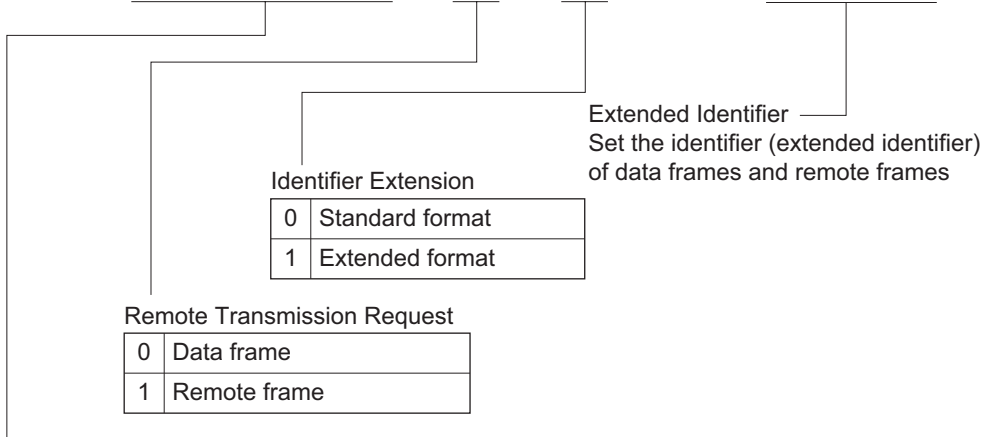 Extended Identifier
Set the identifier (extended identifier)
of data frames and remote frames
Identifier Extension
0 Standard format
1 Extended format
Remote Transmission Request
0 Data frame
1 Remote frame